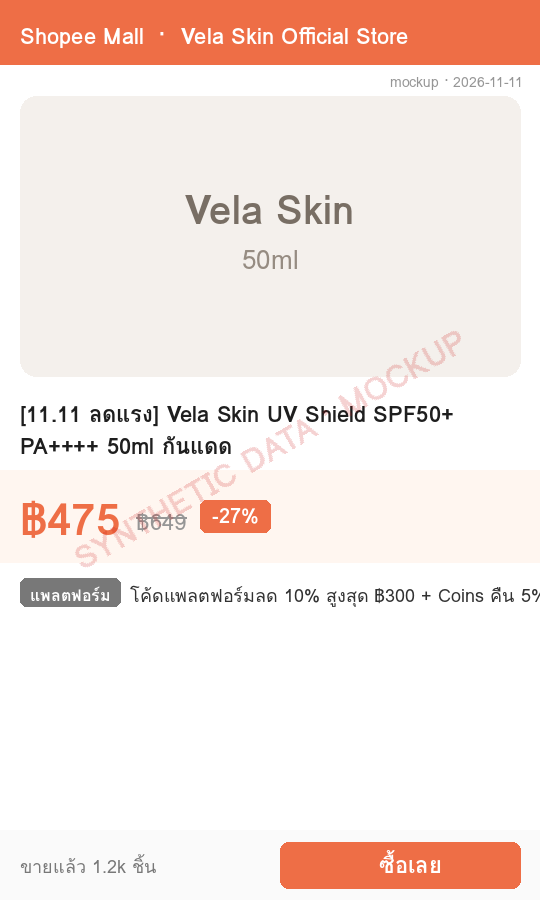 Shopee Mall · Vela Skin Official Store
mockup · 2026-11-11
Vela Skin
50ml
[11.11 ลดแรง] Vela Skin UV Shield SPF50+
PA++++ 50ml กันแดด
฿475 ฿649 -27%
แพลตฟอร์ม โค้ดแพลตฟอร์มลด 10% สูงสุด ฿300 + Coins คืน 5%
SYNTHETIC DATA · MOCKUP
ขายแล้ว 1.2k ชิ้น
ซื้อเลย